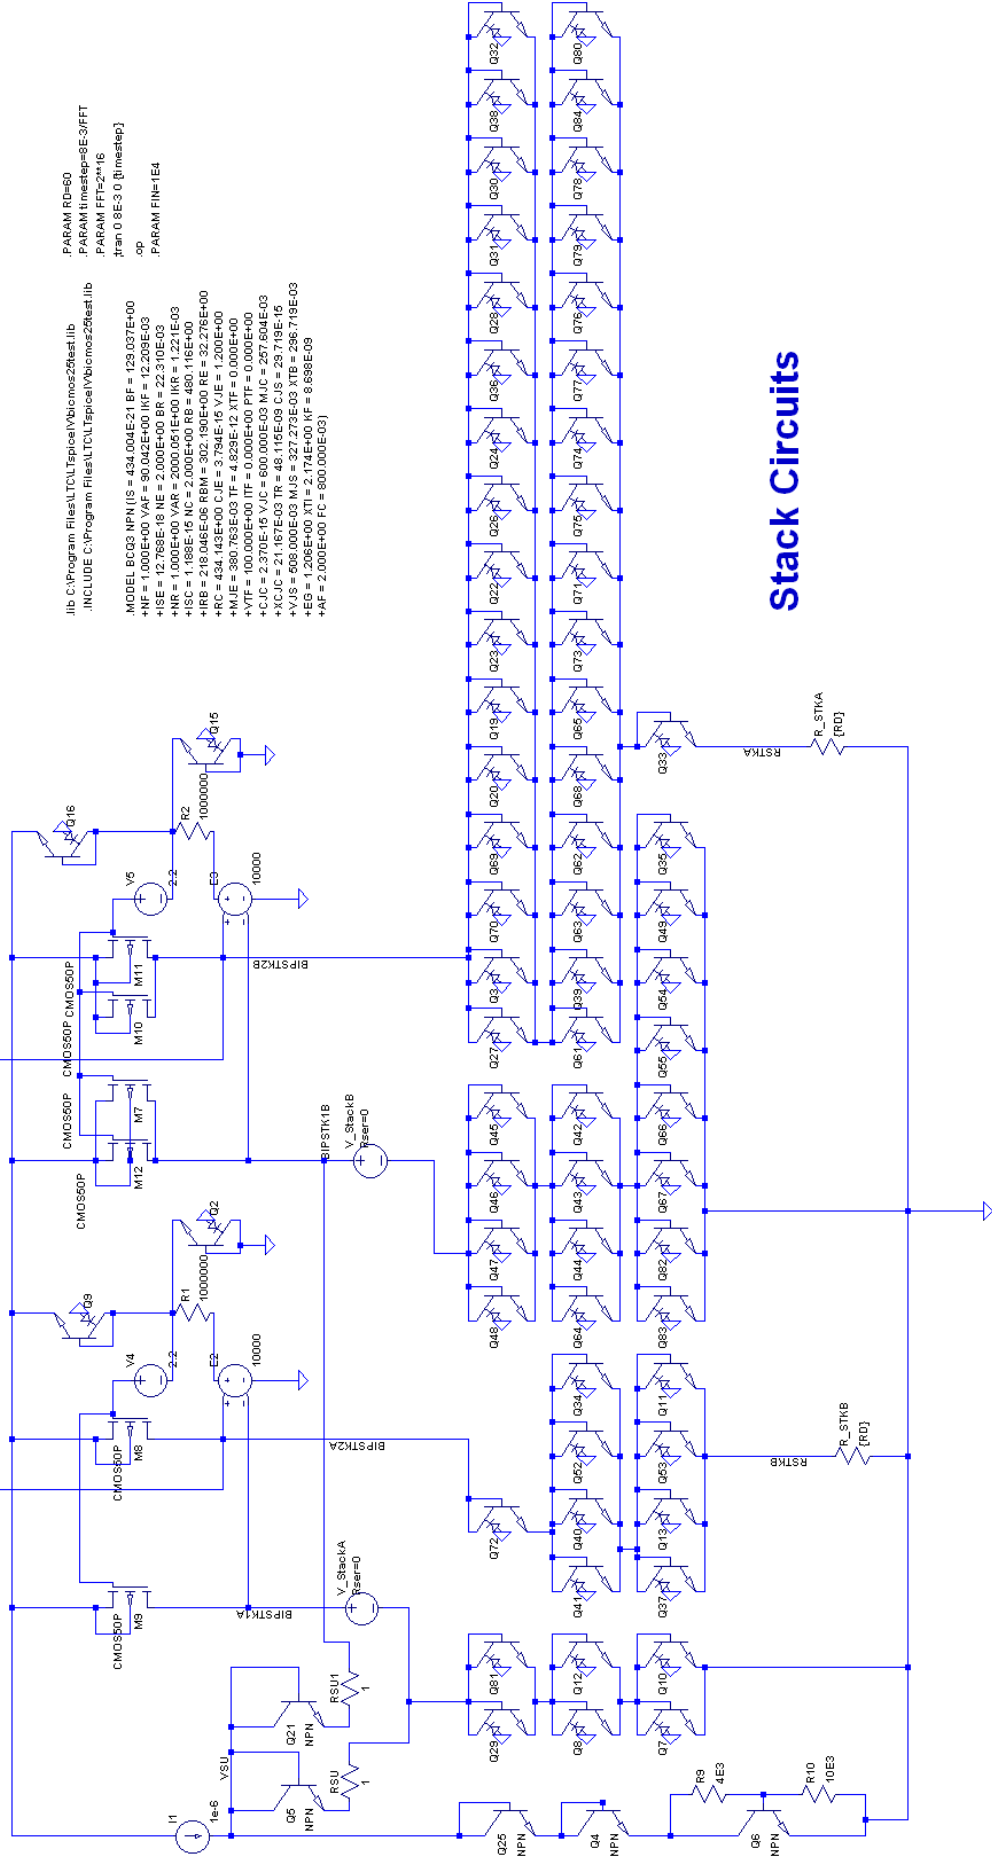 .lib C:\Program Files\LTC\LTspiceIV\bicmos25ftest.lib
.INCLUDE C:\Program Files\LTC\LTspiceIV\bicmos25ftest.lib
.PARAM RD=60
.PARAM timestep=8E-3/FFT
.PARAM FFT=2**16
;tran 0 8E-3 0 {timestep}
.op
.PARAM FIN=1E4
.MODEL BCQ3 NPN (IS = 434.004E-21 BF = 129.037E+00
+NF = 1.000E+00 VAF = 90.042E+00 IKF = 12.209E-03
+ISE = 12.768E-18 NE = 2.000E+00 BR = 22.310E-03
+NR = 1.000E+00 VAR = 2000.051E+00 IKR = 1.221E-03
+ISC = 1.188E-15 NC = 2.000E+00 RB = 480.116E+00
+IRB = 218.046E-06 RBM = 302.190E+00 RE = 32.276E+00
+RC = 434.143E+00 CJE = 3.794E-15 VJE = 1.200E+00
+MJE = 380.763E-03 TF = 4.829E-12 XTF = 0.000E+00
+VTF = 100.000E+00 ITF = 0.000E+00 PTF = 0.000E+00
+CJC = 2.370E-15 VJC = 600.000E-03 MJC = 257.604E-03
+XCJC = 21.167E-03 TR = 48.115E-09 CJS = 29.719E-15
+VJS = 508.000E-03 MJS = 327.273E-03 XTB = 296.719E-03
+EG = 1.206E+00 XTI = 2.174E+00 KF = 8.698E-09
+AF = 2.000E+00 FC = 800.000E-03)
I1
1e-6
CMOS50P
M9
CMOS50P
M8
V4
2.2
Q9
R1
1000000
Q2
E2
10000
CMOS50P
M12
CMOS50P
M7
CMOS50P
M10
CMOS50P
M11
V5
2.2
Q16
R2
1000000
Q15
E3
10000
VSU
Q5
NPN
RSU
1
Q21
NPN
RSU1
1
BIPSTK1A
V_StackA
Rser=0
BIPSTK2A
BIPSTK1B
V_StackB
Rser=0
BIPSTK2B
Q29
Q81
Q72
Q48
Q47
Q46
Q45
Q27
Q3
Q70
Q69
Q20
Q19
Q23
Q22
Q26
Q24
Q36
Q28
Q31
Q30
Q38
Q32
Q25
NPN
Q8
Q12
Q41
Q40
Q52
Q34
Q64
Q44
Q43
Q42
Q61
Q39
Q63
Q62
Q68
Q65
Q73
Q71
Q75
Q74
Q77
Q76
Q79
Q78
Q84
Q80
Q4
NPN
Q7
Q10
Q37
Q13
Q53
Q11
Q83
Q82
Q67
Q66
Q55
Q54
Q49
Q35
Q33
Q6
NPN
R9
4E3
R10
10E3
RSTKB
R_STKB
{RD}
RSTKA
R_STKA
{RD}
Stack Circuits